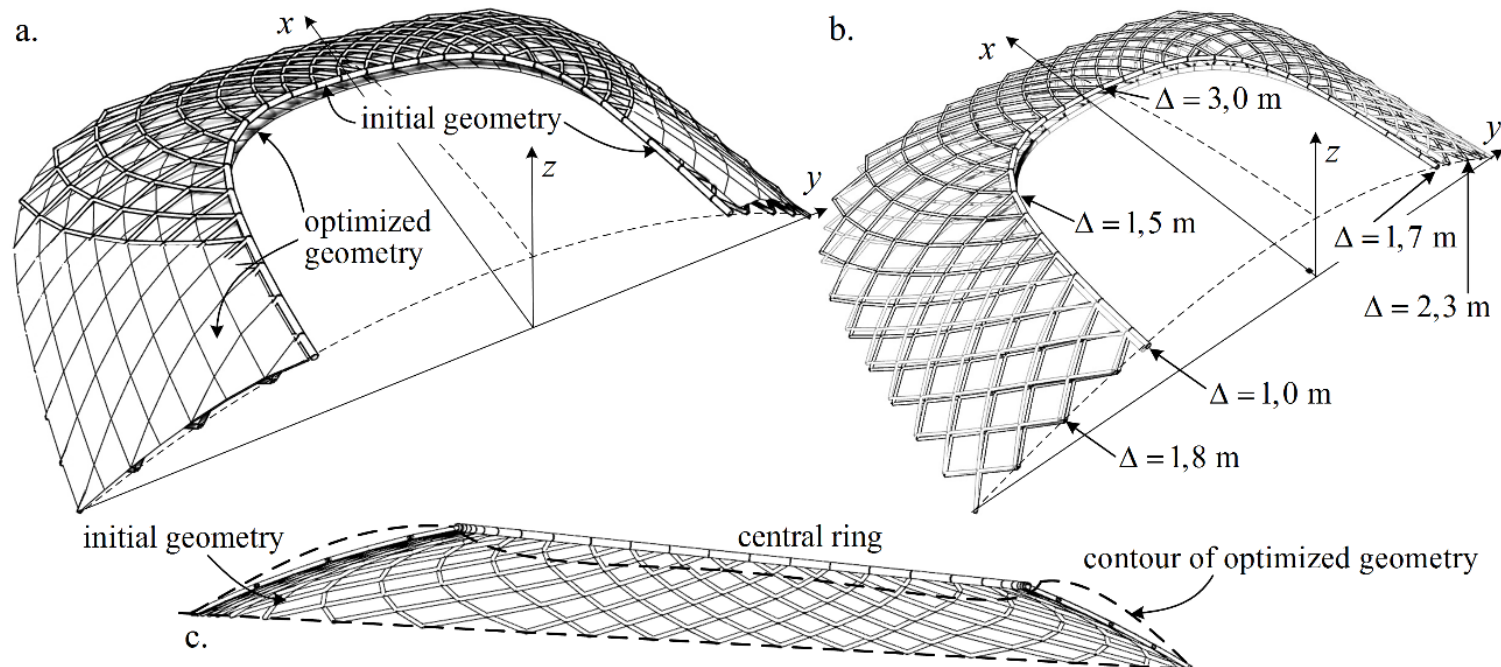 a.
x
initial geometry
z
y
optimized
geometry
b.
x
Δ = 3,0 m
y
z
Δ = 1,5 m
Δ = 1,7 m
Δ = 2,3 m
Δ = 1,0 m
Δ = 1,8 m
initial geometry
central ring
contour of optimized geometry
c.